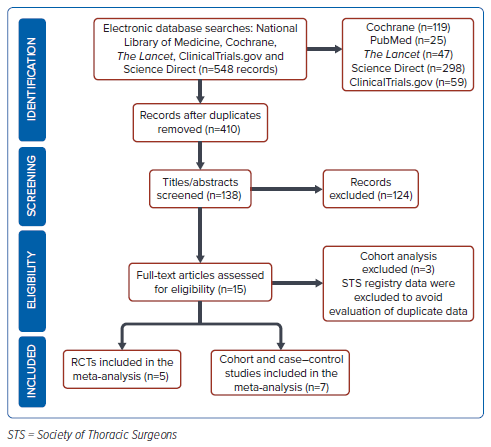 IDENTIFICATION
Electronic database searches: National
Library of Medicine, Cochrane,
The Lancet, ClinicalTrials.gov and
Science Direct (n=548 records)
Cochrane (n=119)
PubMed (n=25)
The Lancet (n=47)
Science Direct (n=298)
ClinicalTrials.gov (n=59)
Records after duplicates
removed (n=410)
SCREENING
Titles/abstracts
screened (n=138)
Records
excluded (n=124)
ELIGIBILITY
Full-text articles assessed
for eligibility (n=15)
Cohort analysis
excluded (n=3)
STS registry data were
excluded to avoid
evaluation of duplicate data
INCLUDED
RCTs included in the
meta-analysis (n=5)
Cohort and case–control
studies included in the
meta-analysis (n=7)
STS = Society of Thoracic Surgeons